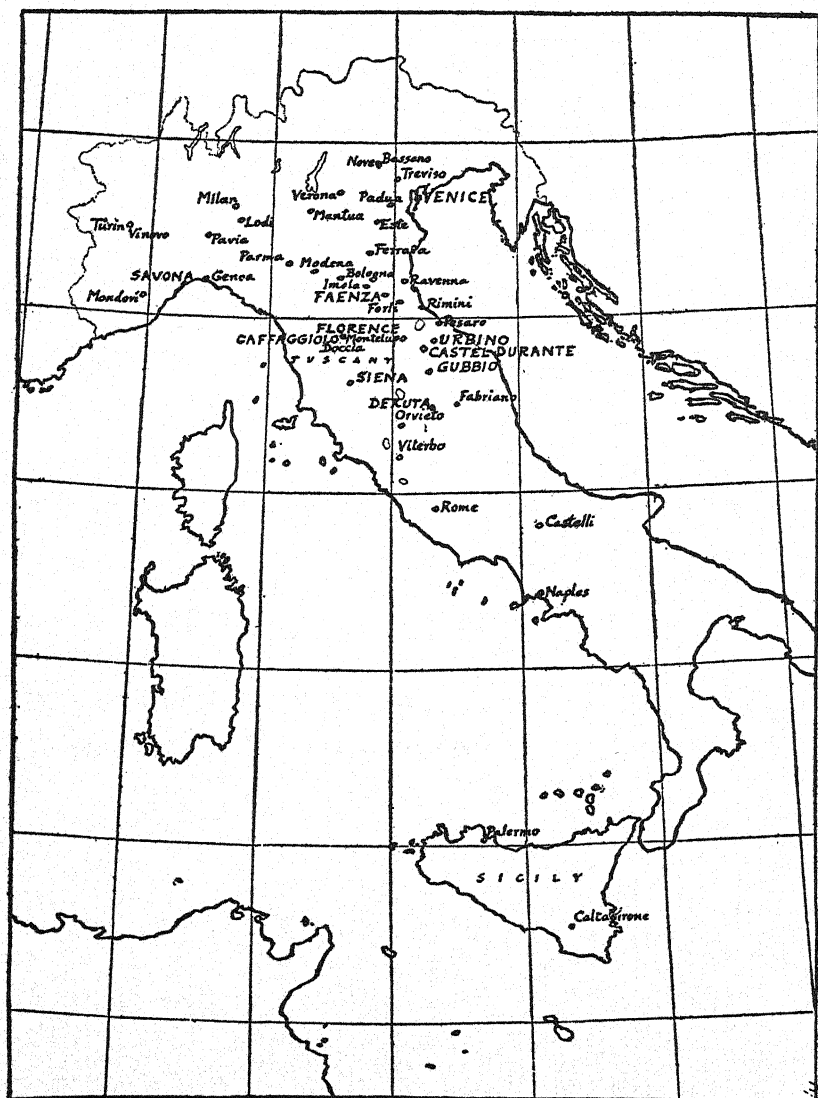 Nove Bassano
Treviso
Verona
Padua
VENICE
Milan
Mantua
Lodi
Este
Turin
Vinovo
Pavia
Ferrara
Parma
Modena
Bologna
SAVONA
Genoa
Ravenna
Imola
Mondovi
FAENZA
Forli
Rimini
Pesaro
FLORENCE
CAFFAGGIOLO
Montelupo
URBINO
Doccia
CASTEL DURANTE
TUSCANY
GUBBIO
SIENA
DERUTA
Fabriano
Orvieto
Viterbo
Rome
Castelli
Naples
Palermo
SICILY
Caltagirone